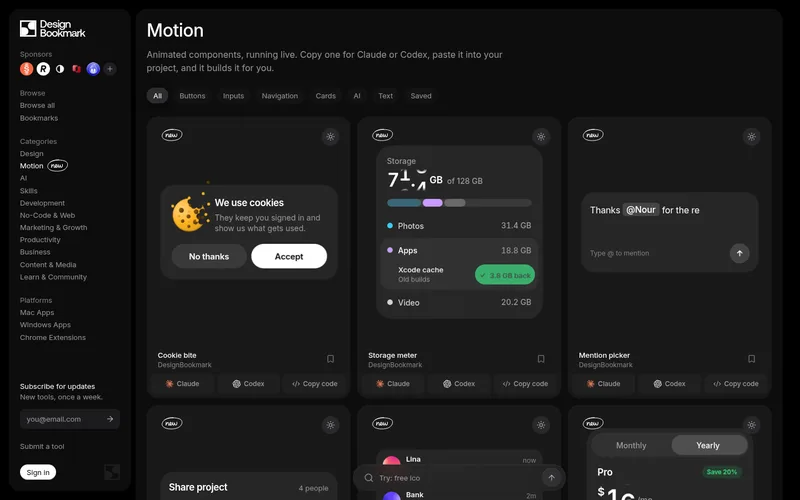 Design
Bookmark
Sponsors
Browse
Browse all
Bookmarks
Categories
Design
Motion new
AI
Skills
Development
No-Code & Web
Marketing & Growth
Productivity
Business
Content & Media
Learn & Community
Platforms
Mac Apps
Windows Apps
Chrome Extensions
Subscribe for updates
New tools, once a week.
you@email.com
Submit a tool
Sign in
Motion
Animated components, running live. Copy one for Claude or Codex, paste it into your
project, and it builds it for you.
All Buttons Inputs Navigation Cards AI Text Saved
new
We use cookies
They keep you signed in and
show us what gets used.
No thanks Accept
Cookie bite
DesignBookmark
Claude Codex Copy code
new
Storage
GB of 128 GB
Photos 31.4 GB
Apps 18.8 GB
Xcode cache
Old builds
3.8 GB back
Video 20.2 GB
Storage meter
DesignBookmark
Claude Codex Copy code
new
Thanks @Nour for the re
Type @ to mention
Mention picker
DesignBookmark
Claude Codex Copy code
new
Share project 4 people
new
Lina now
Bank 2m
Try: free ico
new
Monthly Yearly
Pro Save 20%
$
/mo